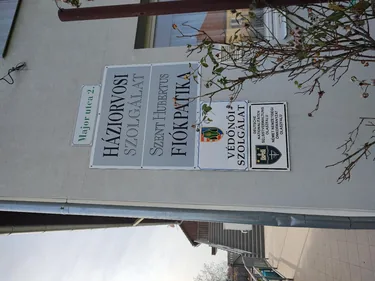 Major utca 2.
HÁZIORVOSI
SZOLGÁLAT
SZENT HUBERTUS
FIÓKPATIKA
VÉDŐNŐI
SZOLGÁLAT